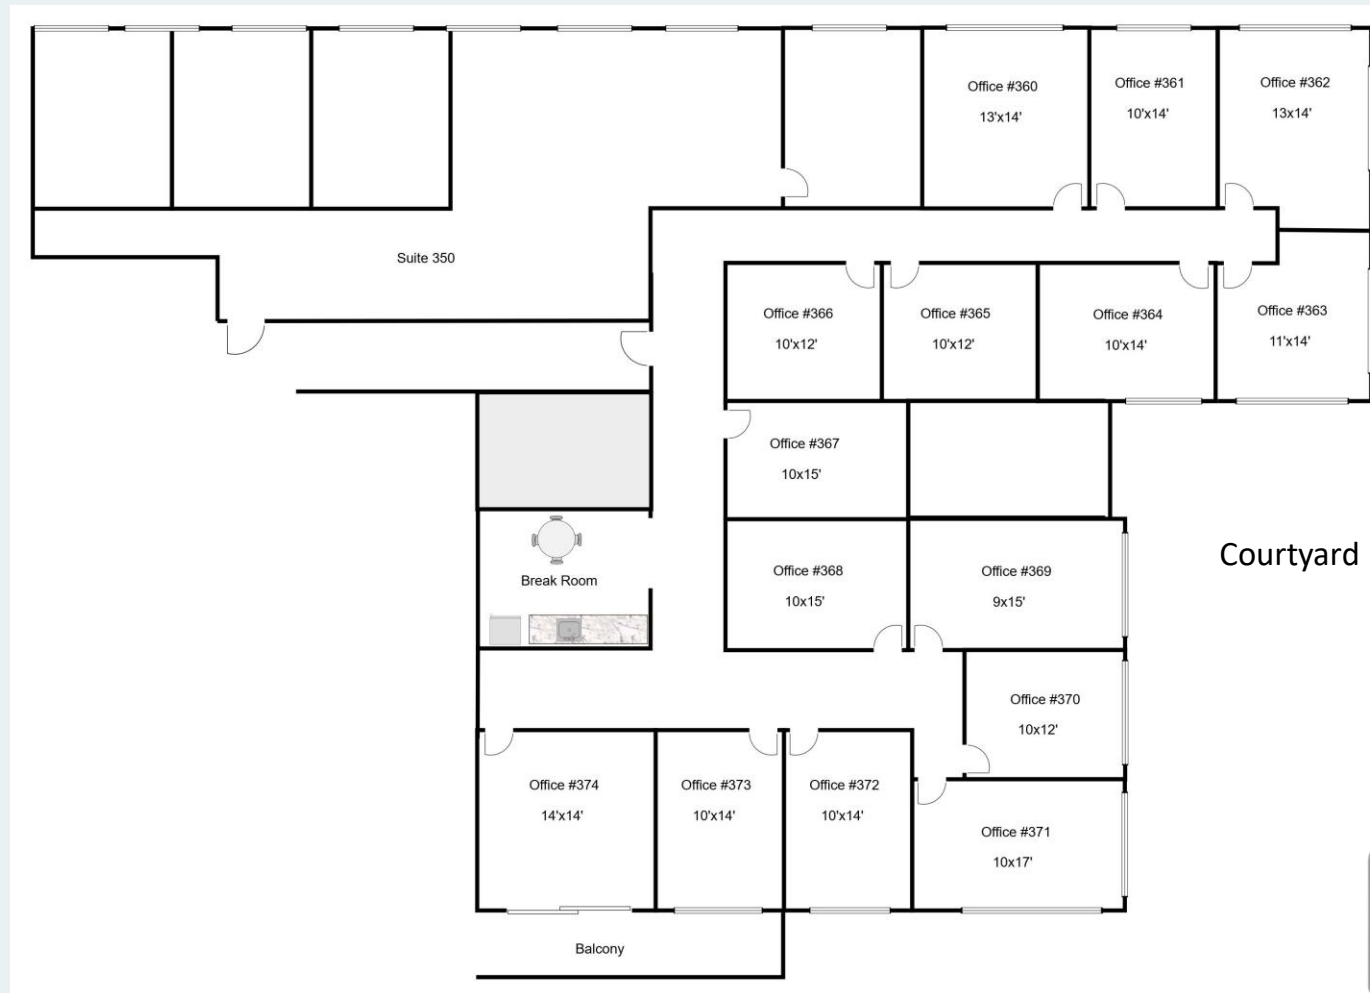 Office #360
13'x14'
Office #361
10'x14'
Office #362
13x14'
Suite 350
Office #366
10'x12'
Office #365
10'x12'
Office #364
10'x14'
Office #363
11'x14'
Office #367
10x15'
Courtyard
Break Room
Office #368
10x15'
Office #369
9x15'
Office #370
10x12'
Office #374
14'x14'
Office #373
10'x14'
Office #372
10'x14'
Office #371
10x17'
Balcony